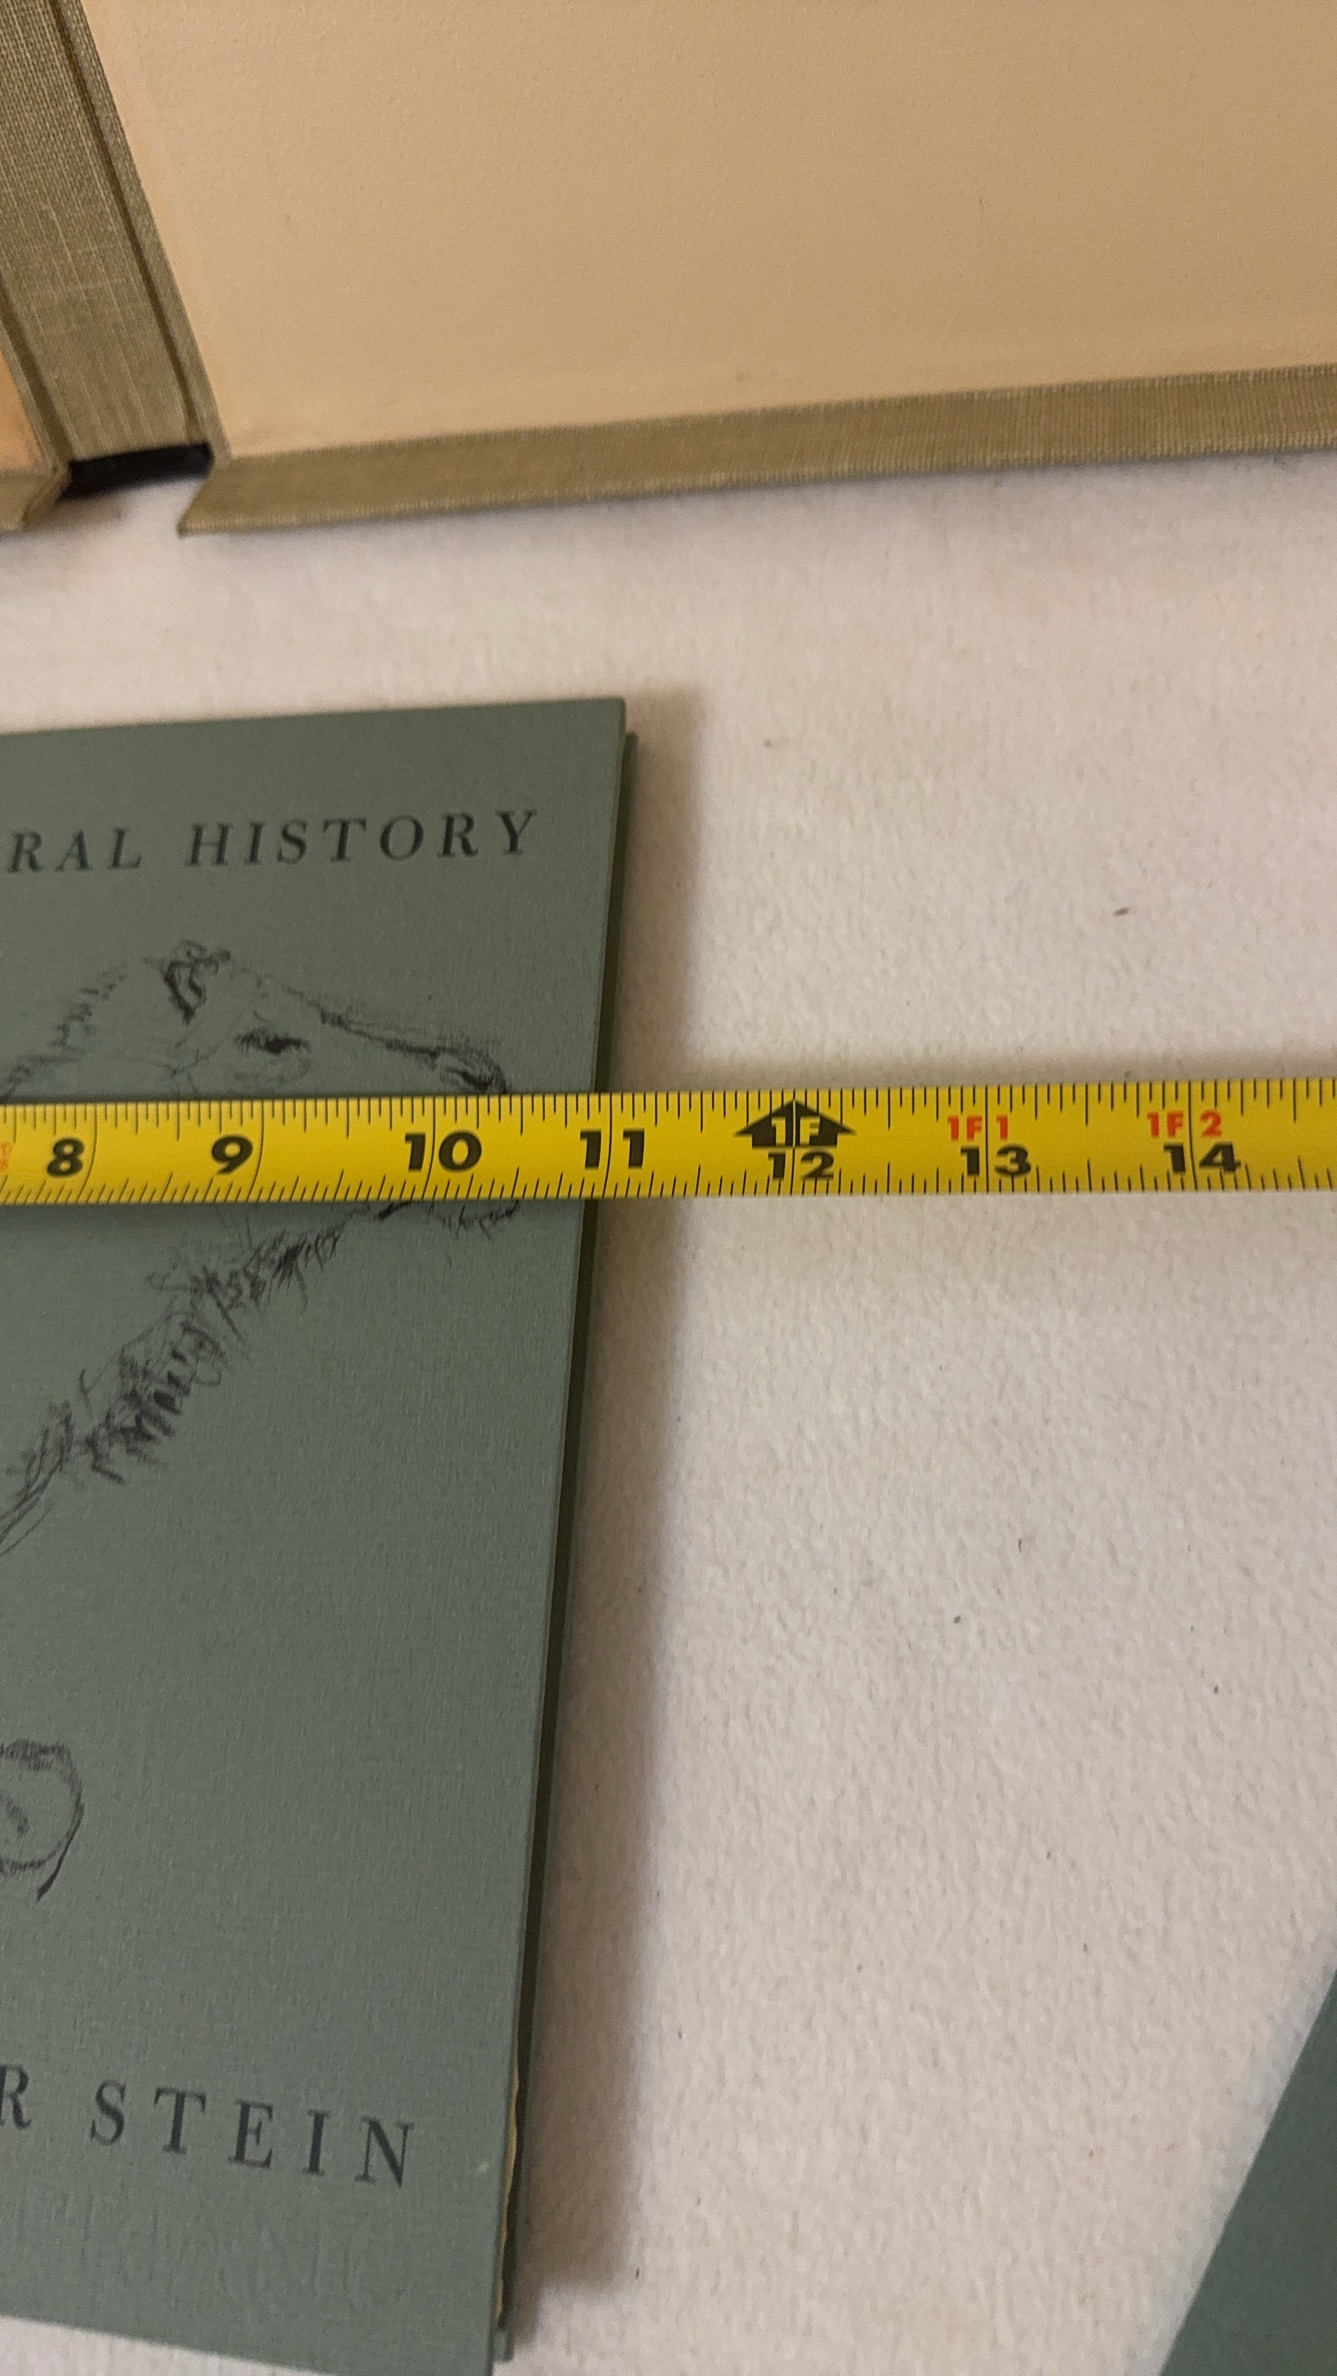 RAL HISTORY
1F 1F 1 1F 2
8 9 10 11 12 13 14
R STEIN